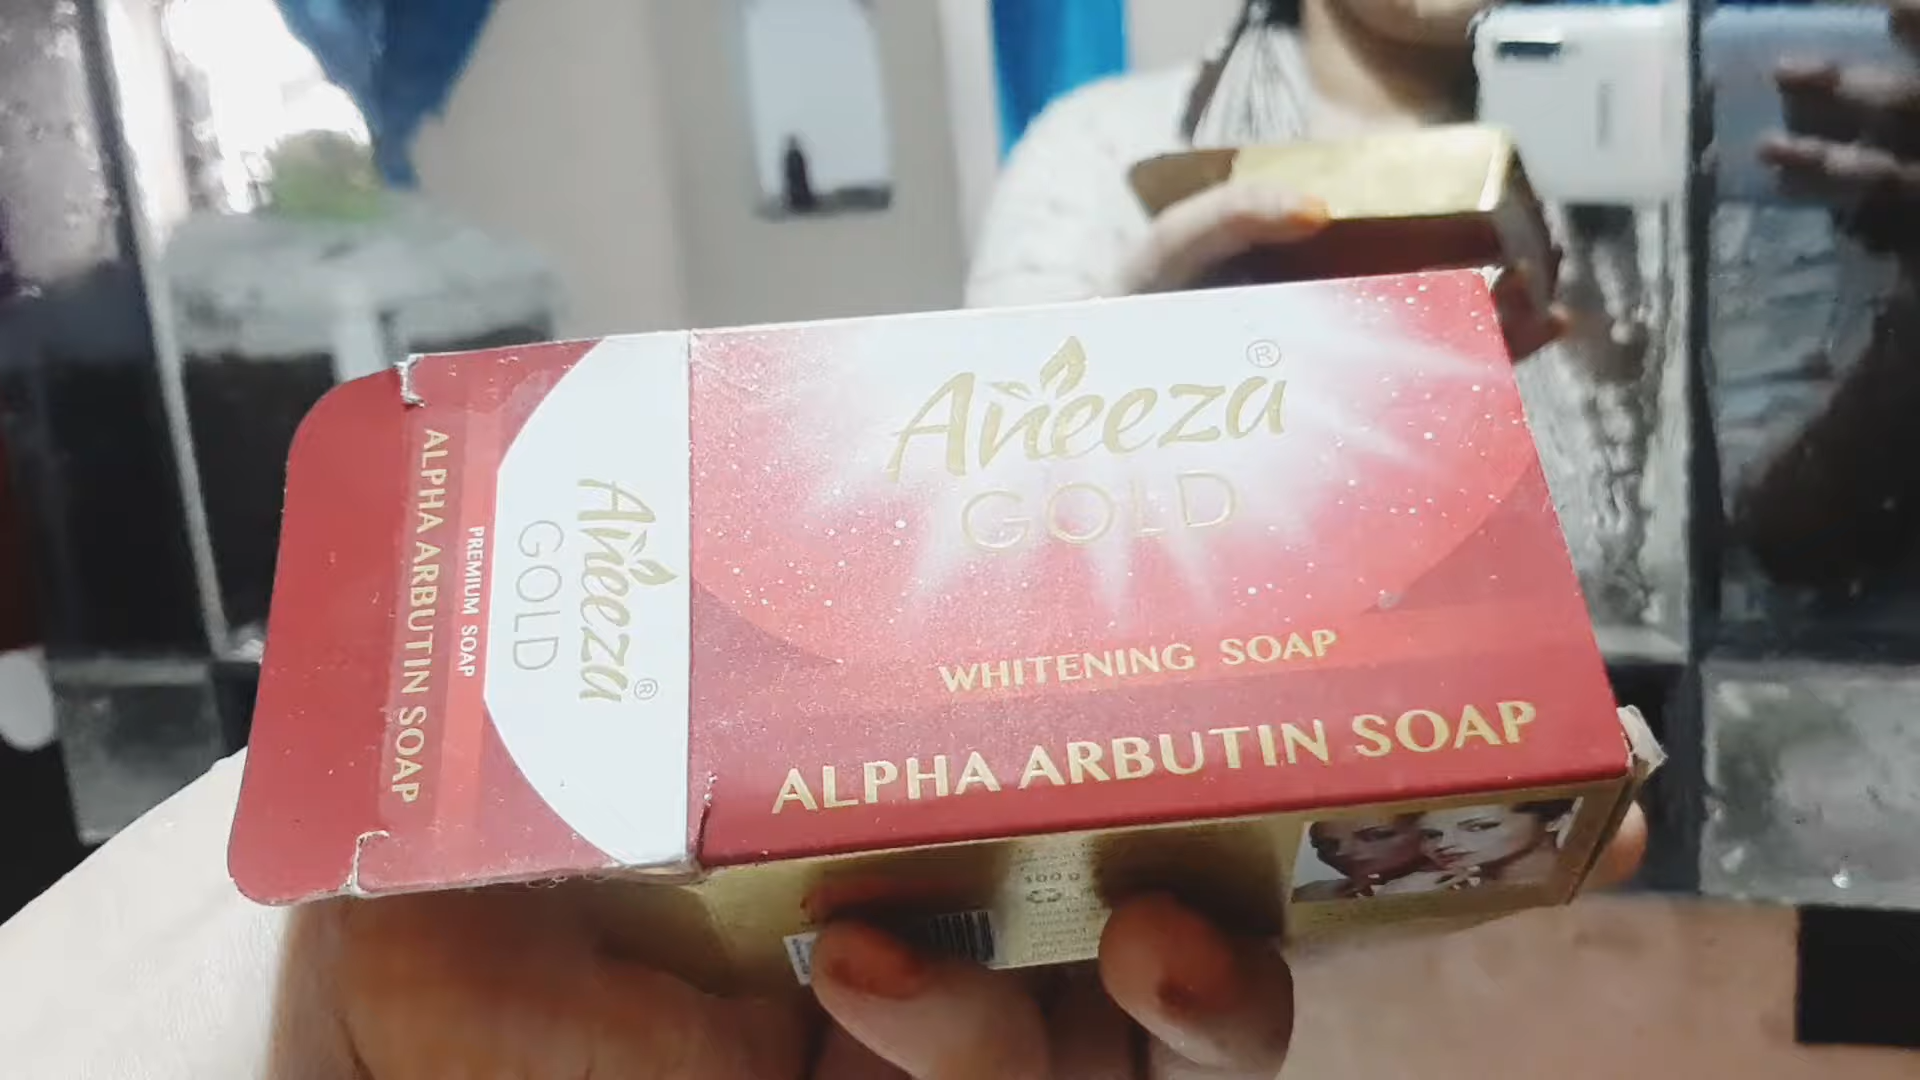 Aneeza®
GOLD
WHITENING SOAP
ALPHA ARBUTIN SOAP
Aneeza®
GOLD
PREMIUM SOAP
ALPHA ARBUTIN SOAP
100 g